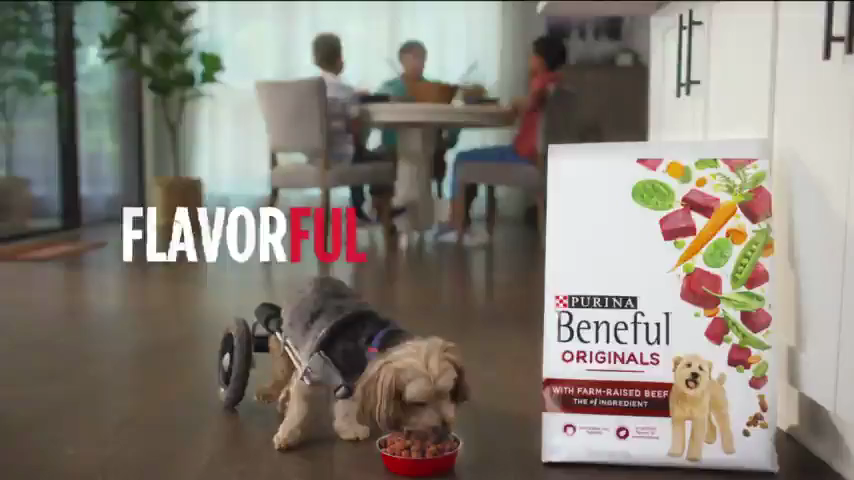 FLAVORFUL
PURINA
Beneful
ORIGINALS
WITH FARM-RAISED BEEF
THE #1 INGREDIENT